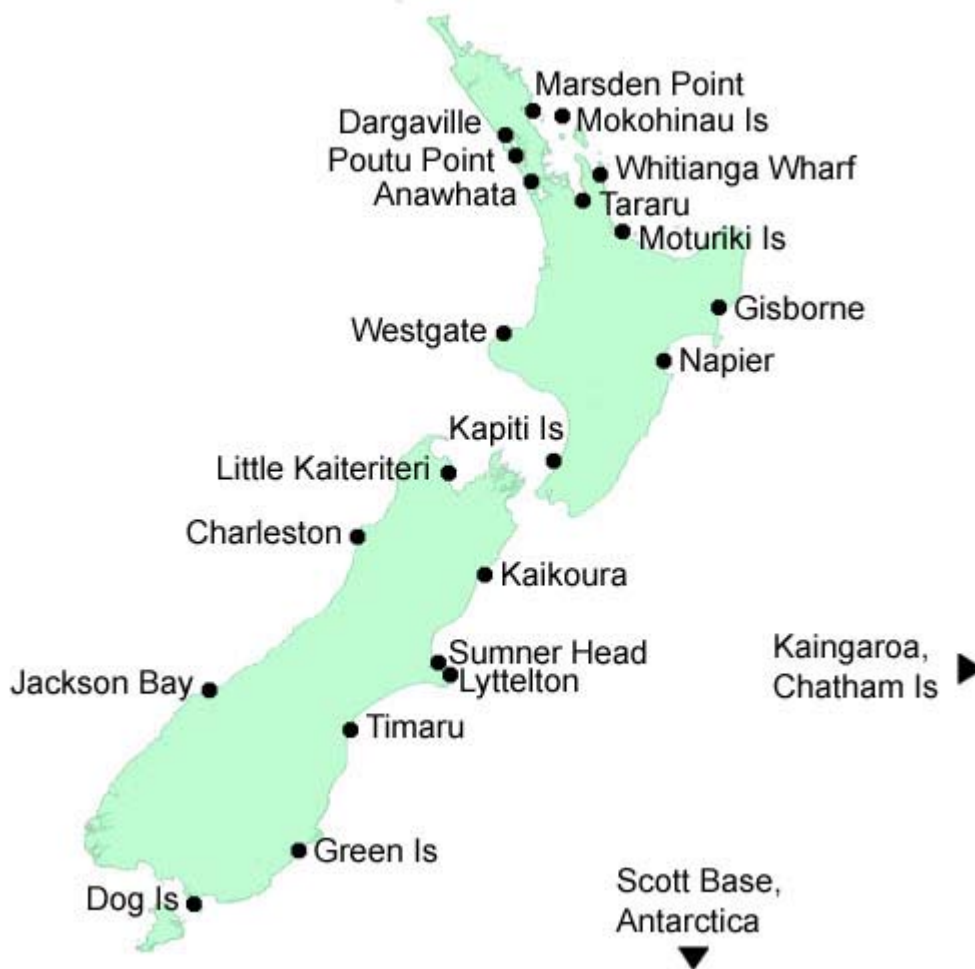 Marsden Point
Mokohinau Is
Dargaville
Poutu Point
Whitianga Wharf
Anawhata
Tararu
Moturiki Is
Gisborne
Westgate
Napier
Kapiti Is
Little Kaiteriteri
Charleston
Kaikoura
Sumner Head
Lyttelton
Kaingaroa,
Chatham Is
Jackson Bay
Timaru
Green Is
Dog Is
Scott Base,
Antarctica